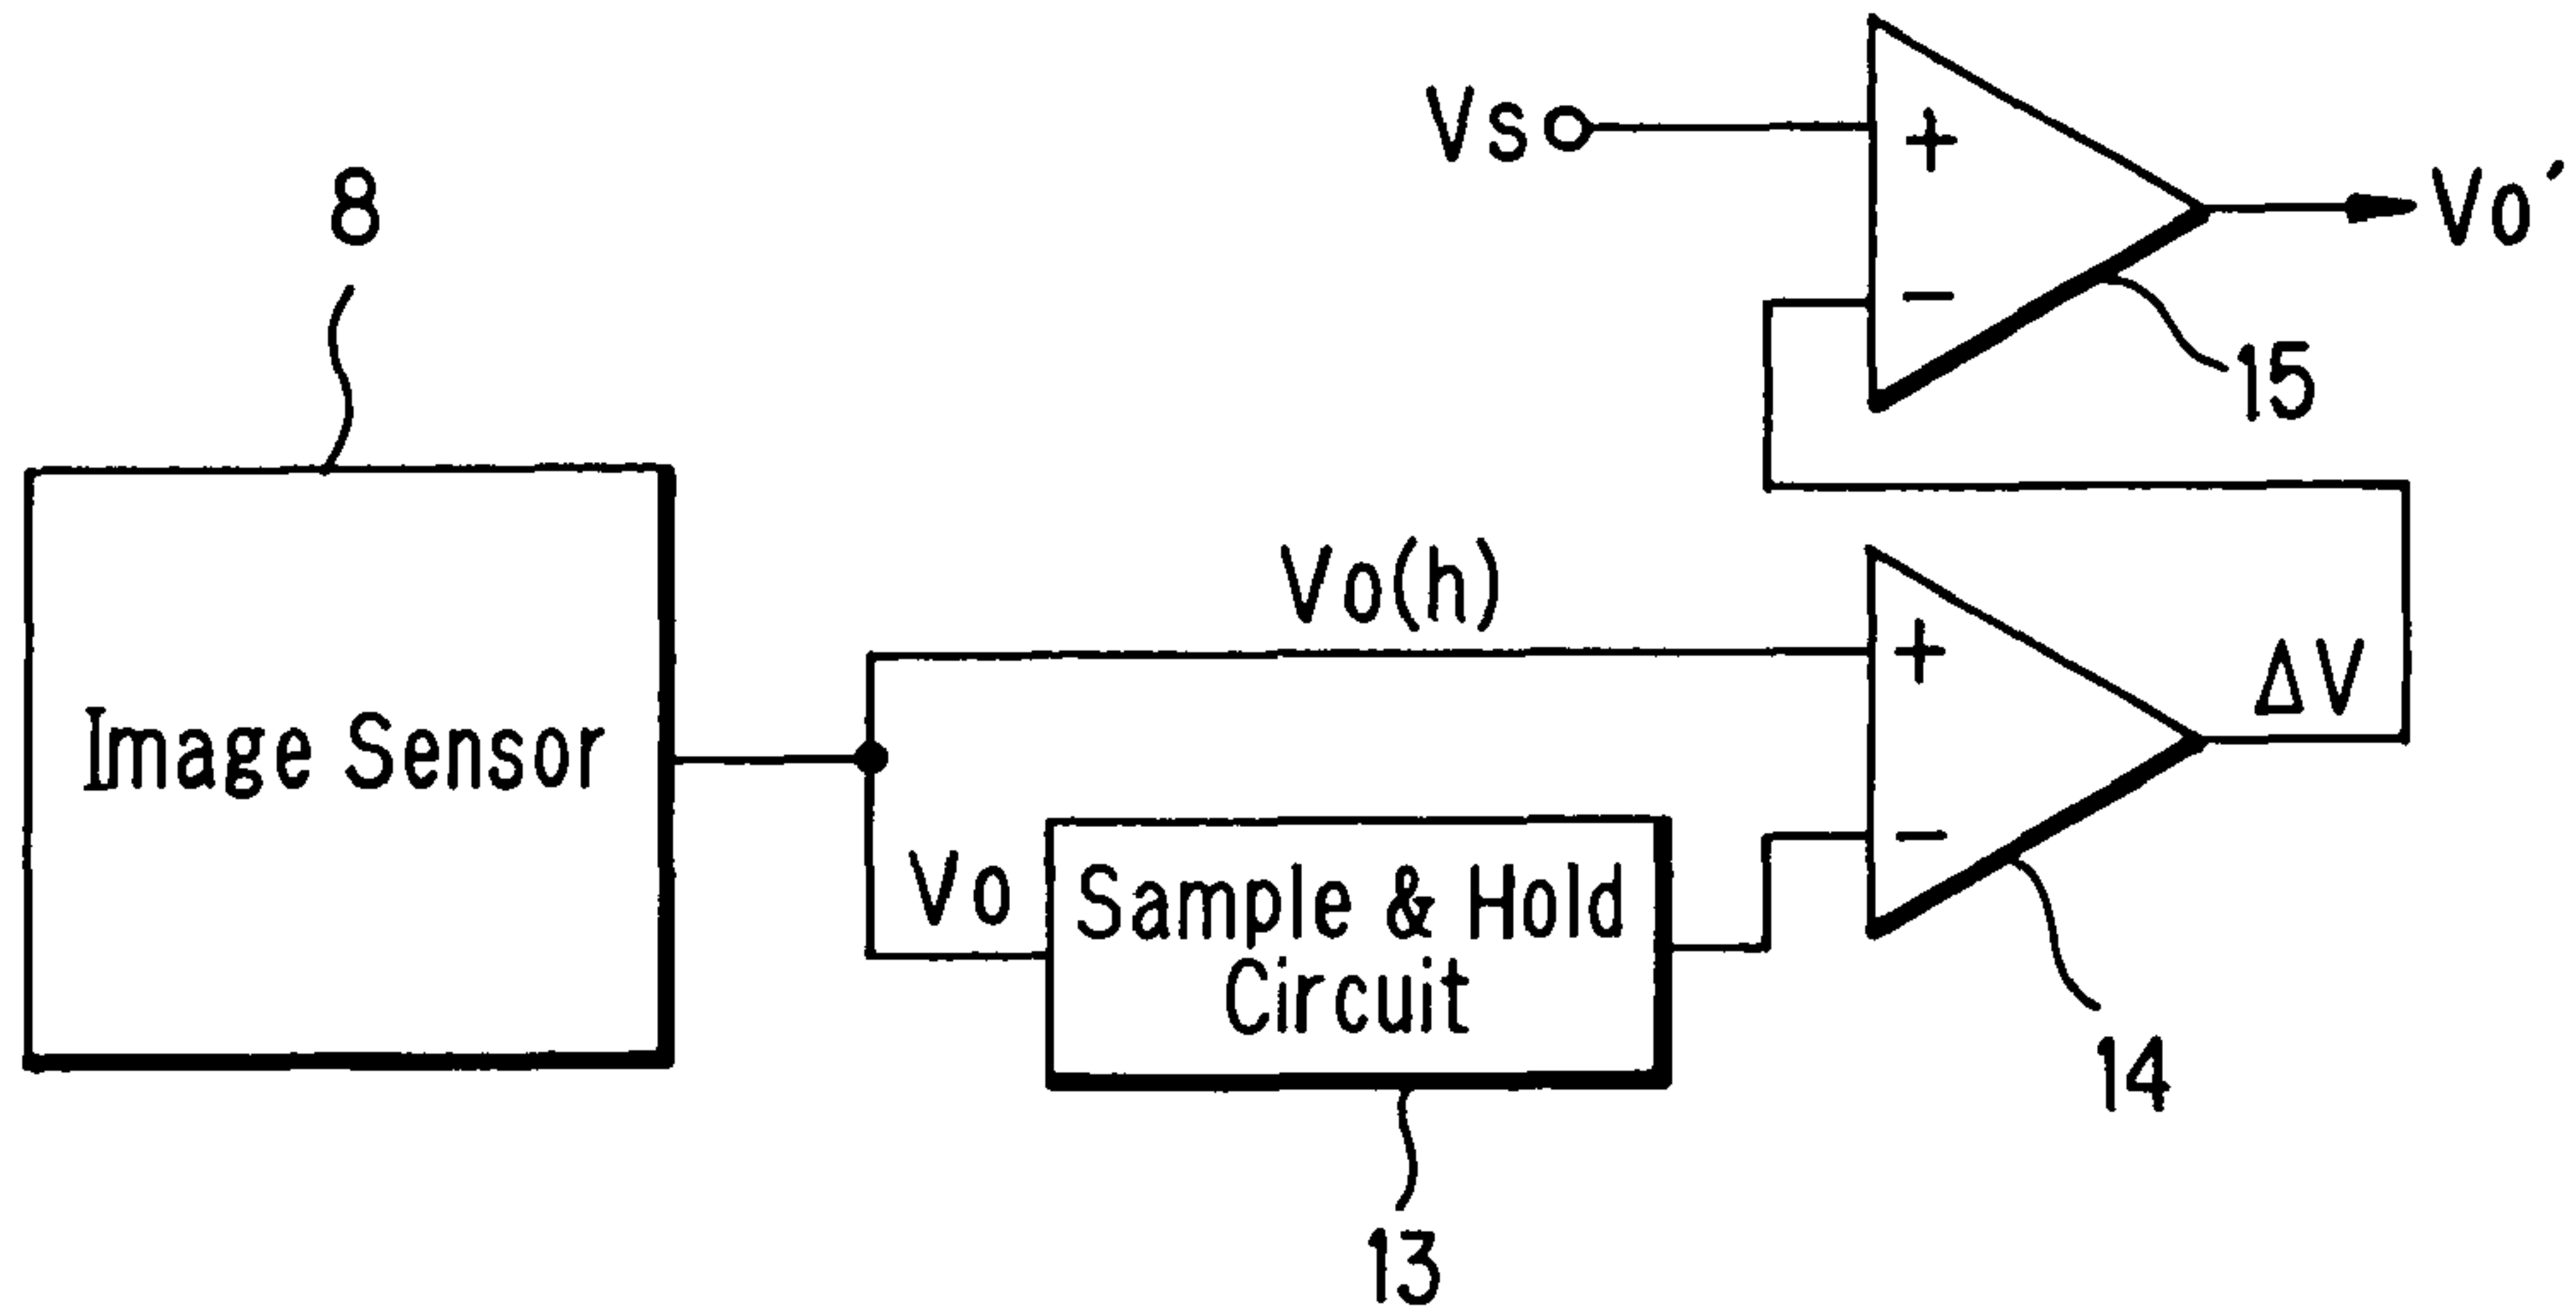 Vs
+
Vo'
8
−
15
Vo(h)
+
ΔV
Image Sensor
Vo
Sample & Hold
Circuit
−
14
13